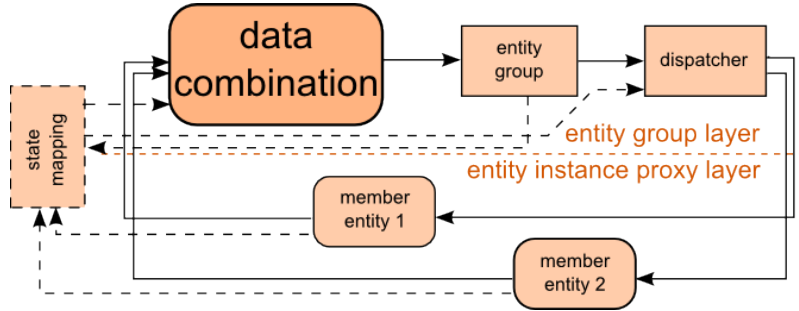 data
combination
entity
group
dispatcher
state
mapping
entity group layer
entity instance proxy layer
member
entity 1
member
entity 2